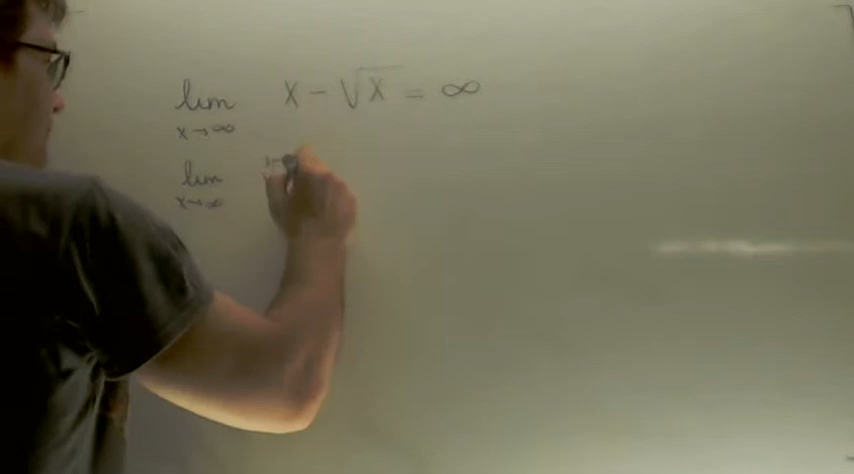 lim x - √x = ∞
x→∞
lim
x→∞